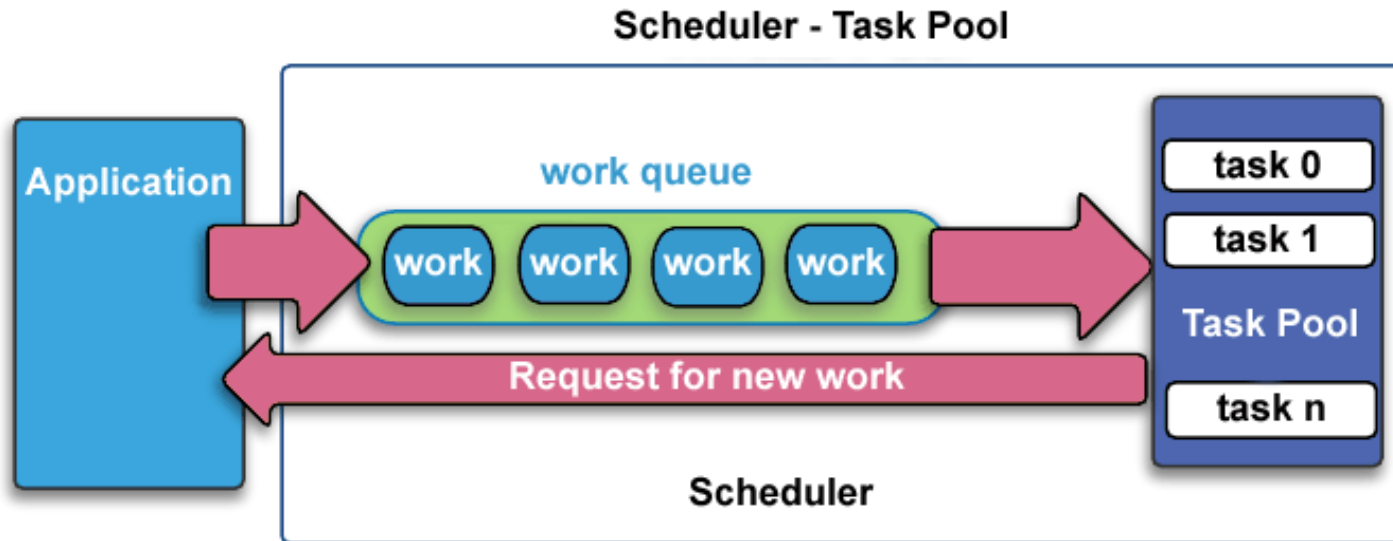 Scheduler - Task Pool
Application
work queue
work work work work
task 0
task 1
Task Pool
Request for new work
task n
Scheduler